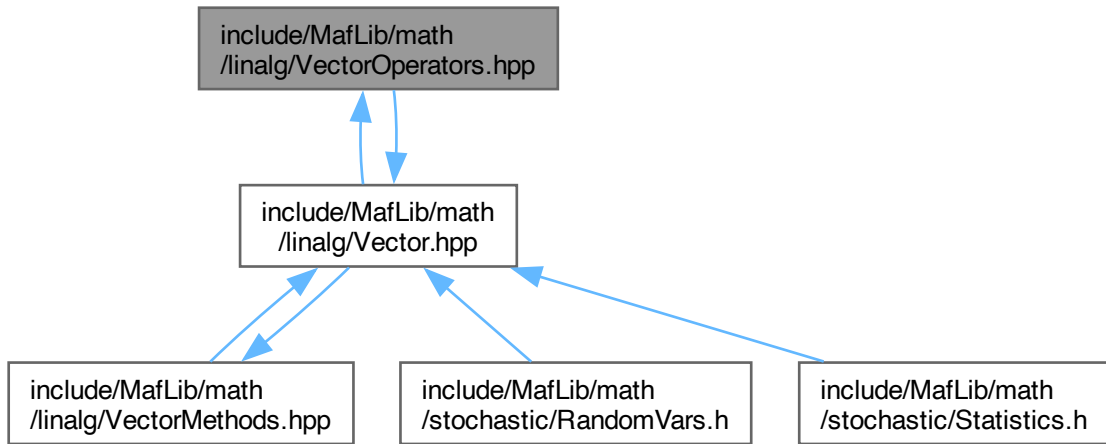 include/MafLib/math
/linalg/VectorOperators.hpp
include/MafLib/math
/linalg/Vector.hpp
include/MafLib/math
/linalg/VectorMethods.hpp
include/MafLib/math
/stochastic/RandomVars.h
include/MafLib/math
/stochastic/Statistics.h